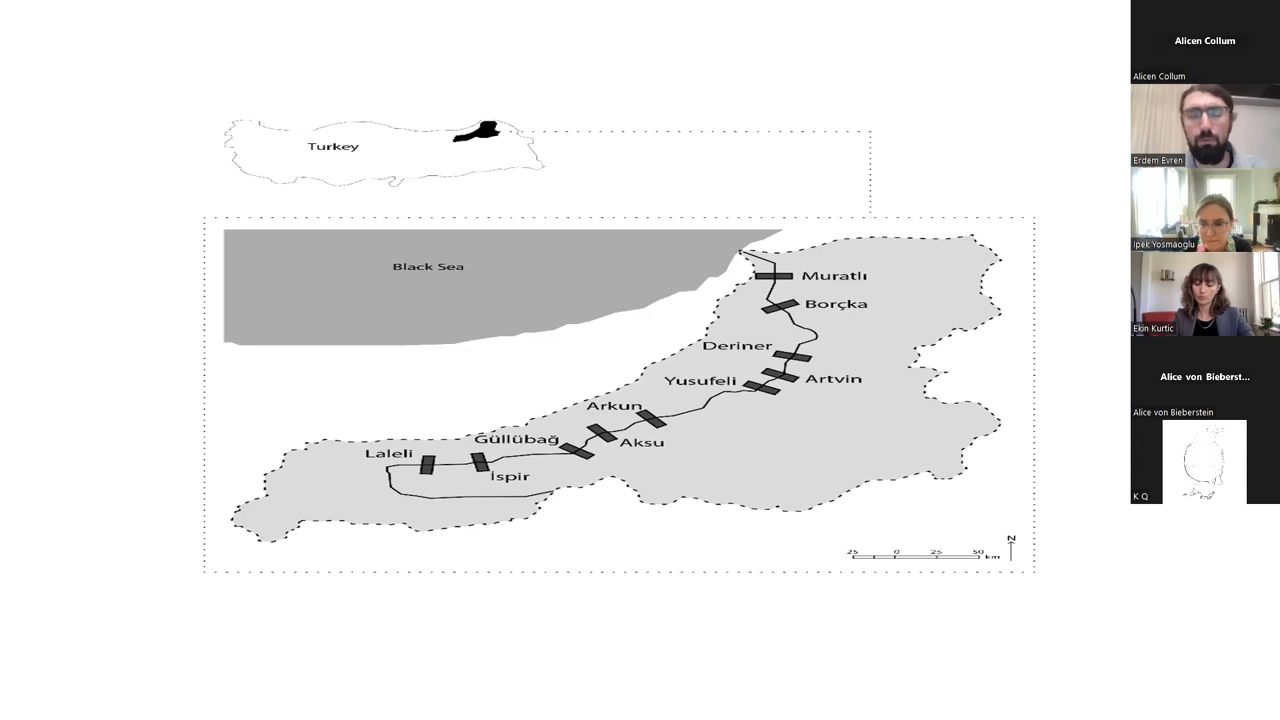 Turkey
Black Sea
Muratlı
Borçka
Deriner
Yusufeli
Artvin
Arkun
Güllübağ
Aksu
Laleli
İspir
25 0 25 50
km
N
Alicen Collum
Alicen Collum
Erdem Evren
Ipek Yosmaoglu
Ekin Kurtic
Alice von Bieberst...
Alice von Bieberstein
K Q